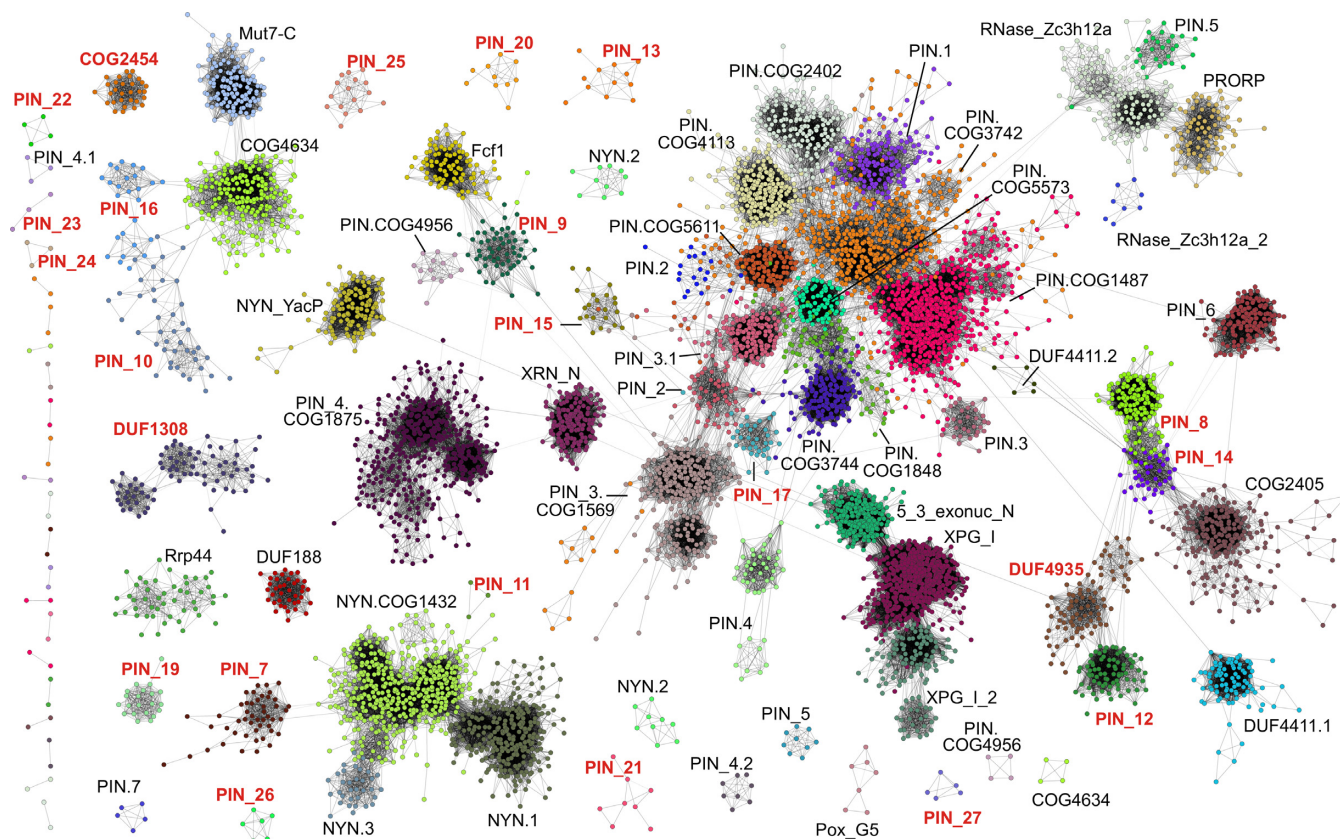 Mut7-C
COG2454
PIN_25
PIN_20
PIN_13
PIN_22
PIN_4.1
COG4634
PIN_16
PIN_23
PIN_24
PIN_10
Fcf1
NYN.2
PIN.COG4956
PIN_9
NYN_YacP
PIN_15
PIN.COG2402
PIN.1
PIN.
COG4113
PIN.
COG3742
PIN.
COG5573
PIN.COG5611
PIN.2
PIN.COG1487
PIN_3.1
PIN_2
DUF4411.2
PIN.3
PIN.
COG3744
PIN.
COG1848
PIN_17
RNase_Zc3h12a
PIN.5
PRORP
RNase_Zc3h12a_2
PIN_6
PIN_8
PIN_14
COG2405
DUF1308
PIN_4.
COG1875
XRN_N
PIN_3.
COG1569
5_3_exonuc_N
XPG_I
DUF4935
Rrp44
DUF188
NYN.COG1432
PIN_11
PIN.4
PIN_19
PIN_7
NYN.2
PIN_5
XPG_I_2
PIN_12
DUF4411.1
PIN.
COG4956
PIN.7
PIN_26
NYN.3
NYN.1
PIN_21
PIN_4.2
Pox_G5
PIN_27
COG4634